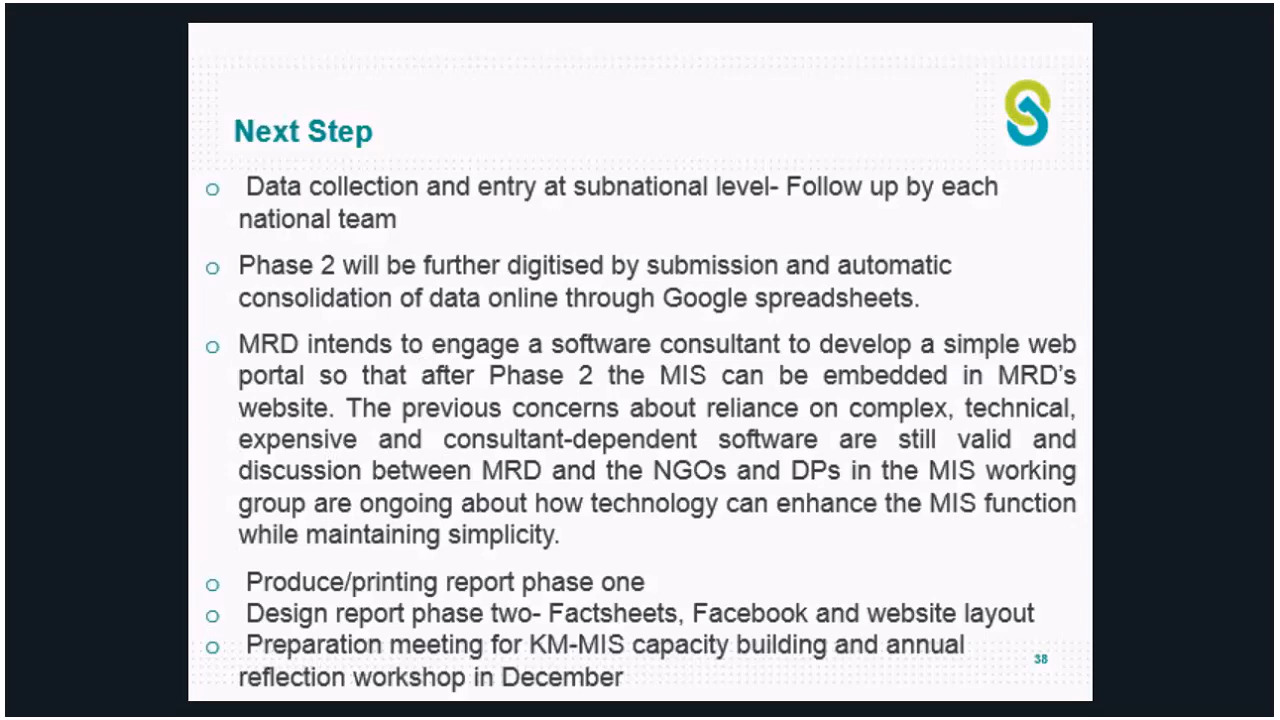 Next Step
o Data collection and entry at subnational level- Follow up by each
national team
o Phase 2 will be further digitised by submission and automatic
consolidation of data online through Google spreadsheets.
o MRD intends to engage a software consultant to develop a simple web
portal so that after Phase 2 the MIS can be embedded in MRD's
website. The previous concerns about reliance on complex, technical,
expensive and consultant-dependent software are still valid and
discussion between MRD and the NGOs and DPs in the MIS working
group are ongoing about how technology can enhance the MIS function
while maintaining simplicity.
o Produce/printing report phase one
o Design report phase two- Factsheets, Facebook and website layout
o Preparation meeting for KM-MIS capacity building and annual
reflection workshop in December
38